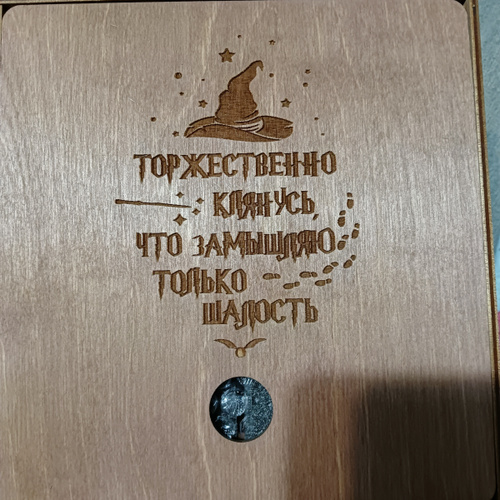 ТОРЖЕСТВЕННО
КЛЯНУСЬ,
ЧТО ЗАМЫШЛЯЮ
ТОЛЬКО
ШАЛОСТЬ